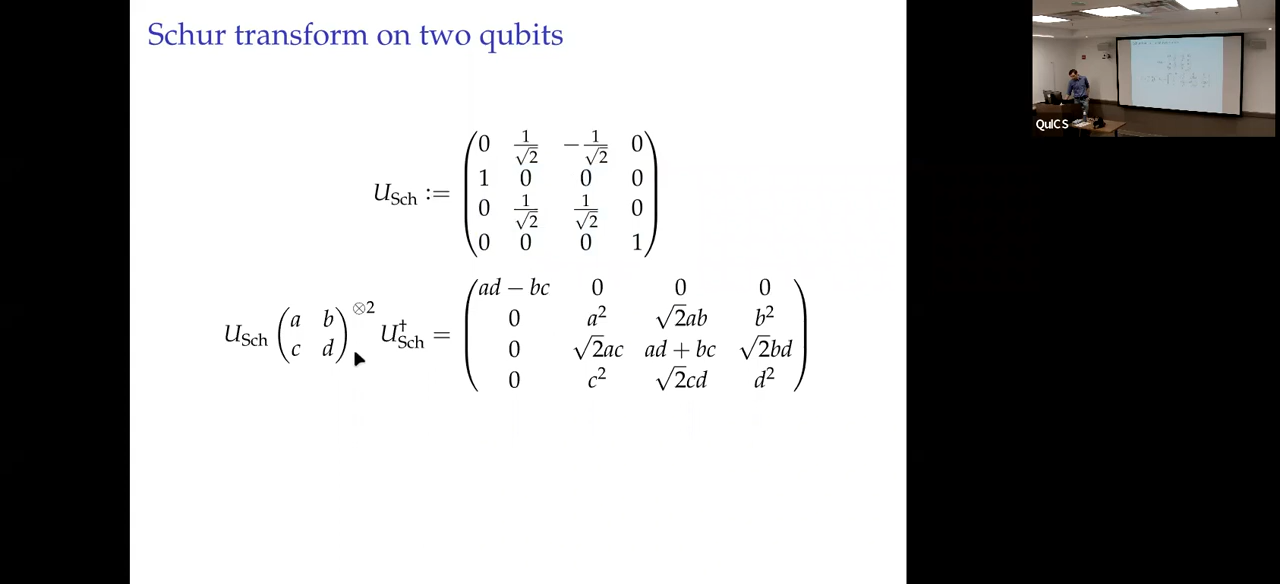 Schur transform on two qubits
U_Sch := ( 0 1/√2 −1/√2 0
1 0 0 0
0 1/√2 1/√2 0
0 0 0 1 )
U_Sch ( a b
c d )^⊗2 U†_Sch = ( ad − bc 0 0 0
0 a² √2ab b²
0 √2ac ad + bc √2bd
0 c² √2cd d² )
QuICS